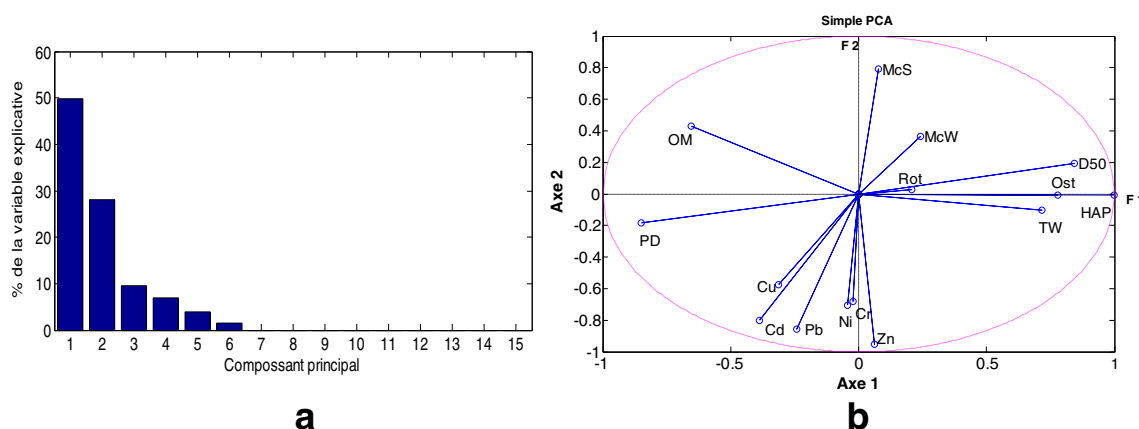 60
50
40
30
20
10
0
% de la variable explicative
1 2 3 4 5 6 7 8 9 10 11 12 13 14 15
Compossant principal
a
Simple PCA
1
0.8
0.6
0.4
0.2
0
-0.2
-0.4
-0.6
-0.8
-1
Axe 2
F 2
McS
OM
McW
D50
Rot
Ost
F 1
HAP
TW
PD
Cu
Cd
Pb
Ni
Cr
Zn
-1 -0.5 0 0.5 1
Axe 1
b